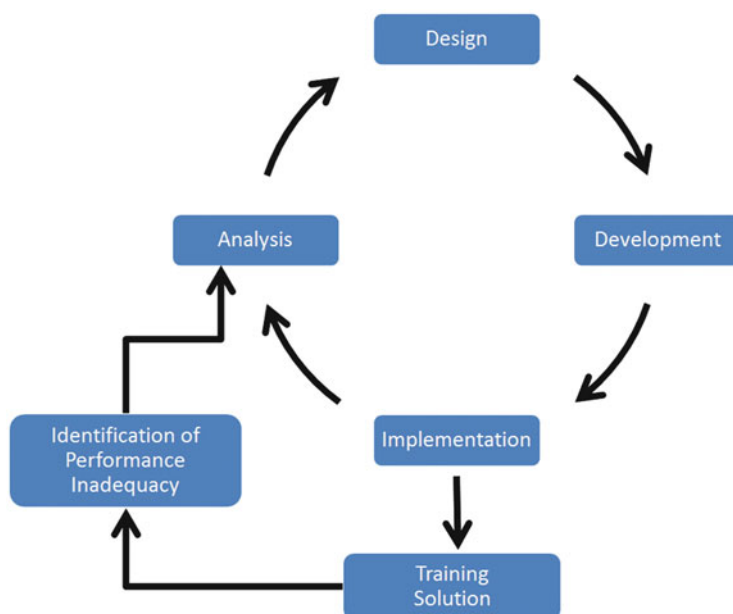 Design
Analysis
Development
Identification of
Performance
Inadequacy
Implementation
Training
Solution